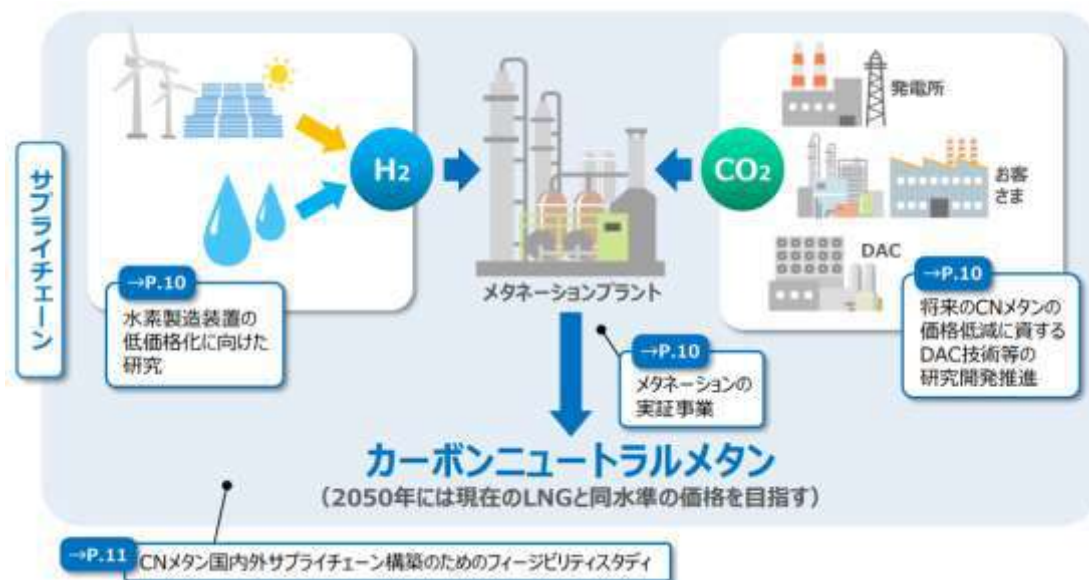 サプライチェーン
H2
CO2
発電所
お客
さま
DAC
メタネーションプラント
→P.10
水素製造装置の
低価格化に向けた
研究
→P.10
メタネーションの
実証事業
→P.10
将来のCNメタンの
価格低減に資する
DAC技術等の
研究開発推進
カーボンニュートラルメタン
（2050年には現在のLNGと同水準の価格を目指す）
→P.11
CNメタン国内外サプライチェーン構築のためのフィージビリティスタディ